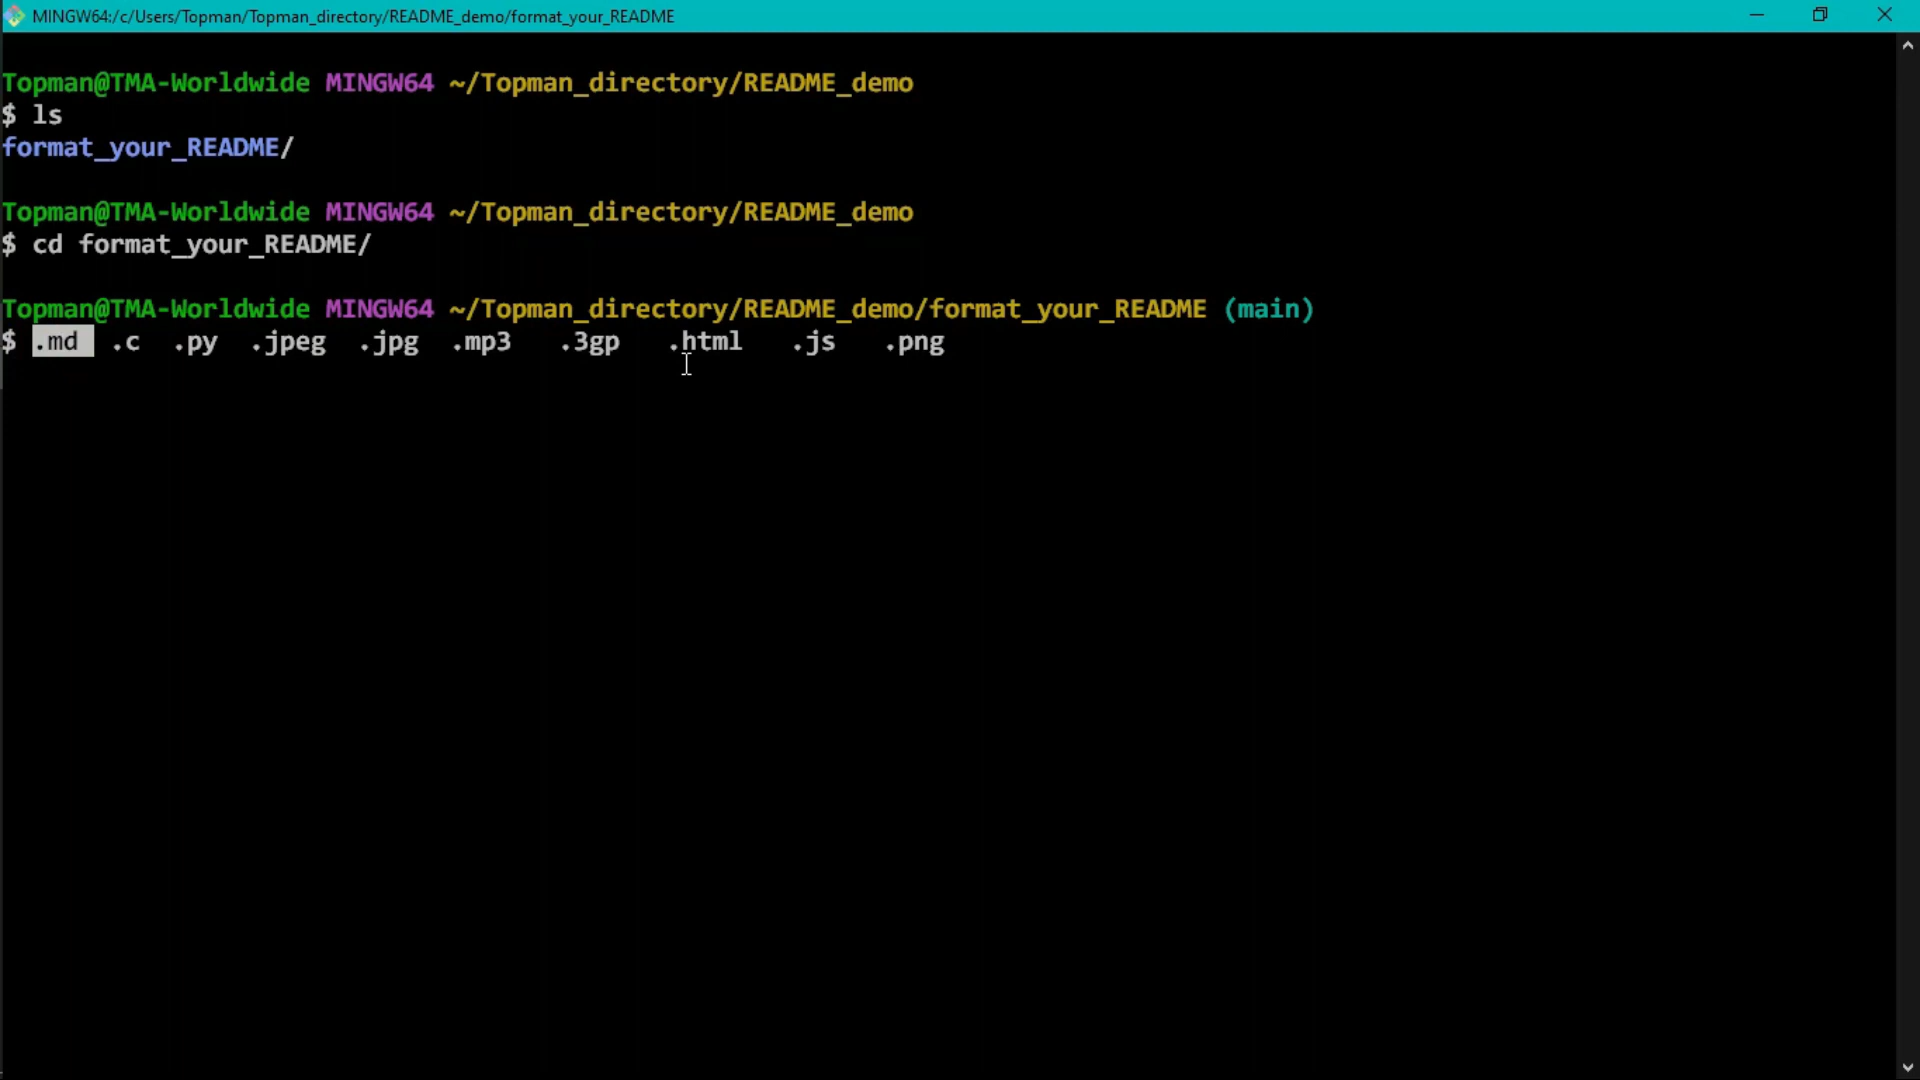 MINGW64:/c/Users/Topman/Topman_directory/README_demo/format_your_README
Topman@TMA-Worldwide MINGW64 ~/Topman_directory/README_demo
$ ls
format_your_README/
Topman@TMA-Worldwide MINGW64 ~/Topman_directory/README_demo
$ cd format_your_README/
Topman@TMA-Worldwide MINGW64 ~/Topman_directory/README_demo/format_your_README (main)
$ .md .c .py .jpeg .jpg .mp3 .3gp .html .js .png